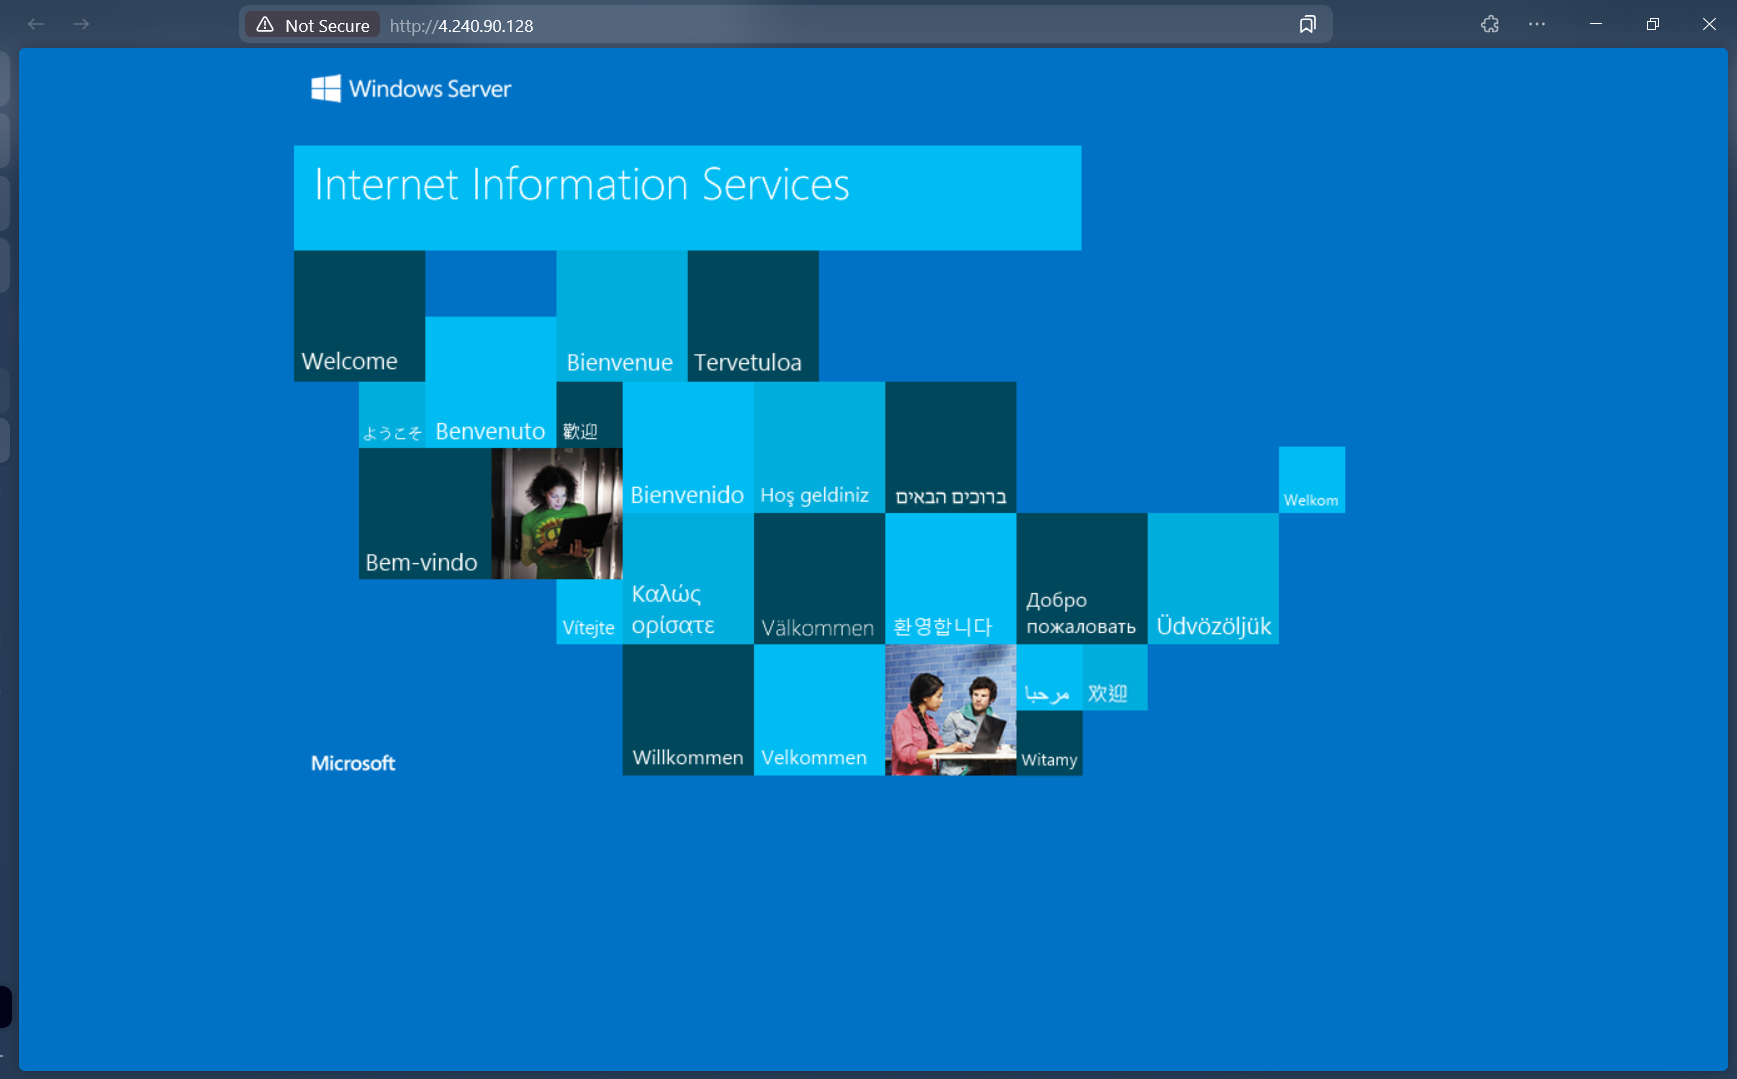 Not Secure
http://4.240.90.128
Windows Server
Internet Information Services
Welcome
Bienvenue
Tervetuloa
ようこそ
Benvenuto
歡迎
Bienvenido
Hoş geldiniz
ברוכים הבאים
Welkom
Bem-vindo
Vítejte
Καλώς
ορίσατε
Välkommen
환영합니다
Добро
пожаловать
Üdvözöljük
Microsoft
Willkommen
Velkommen
مرحبا
欢迎
Witamy